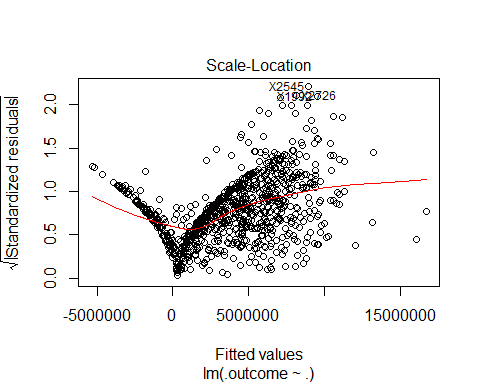 Scale-Location
√|Standardized residuals|
2.0
1.5
1.0
0.5
0.0
X2545
-5000000 0 5000000 15000000
Fitted values
lm(.outcome ~ .)